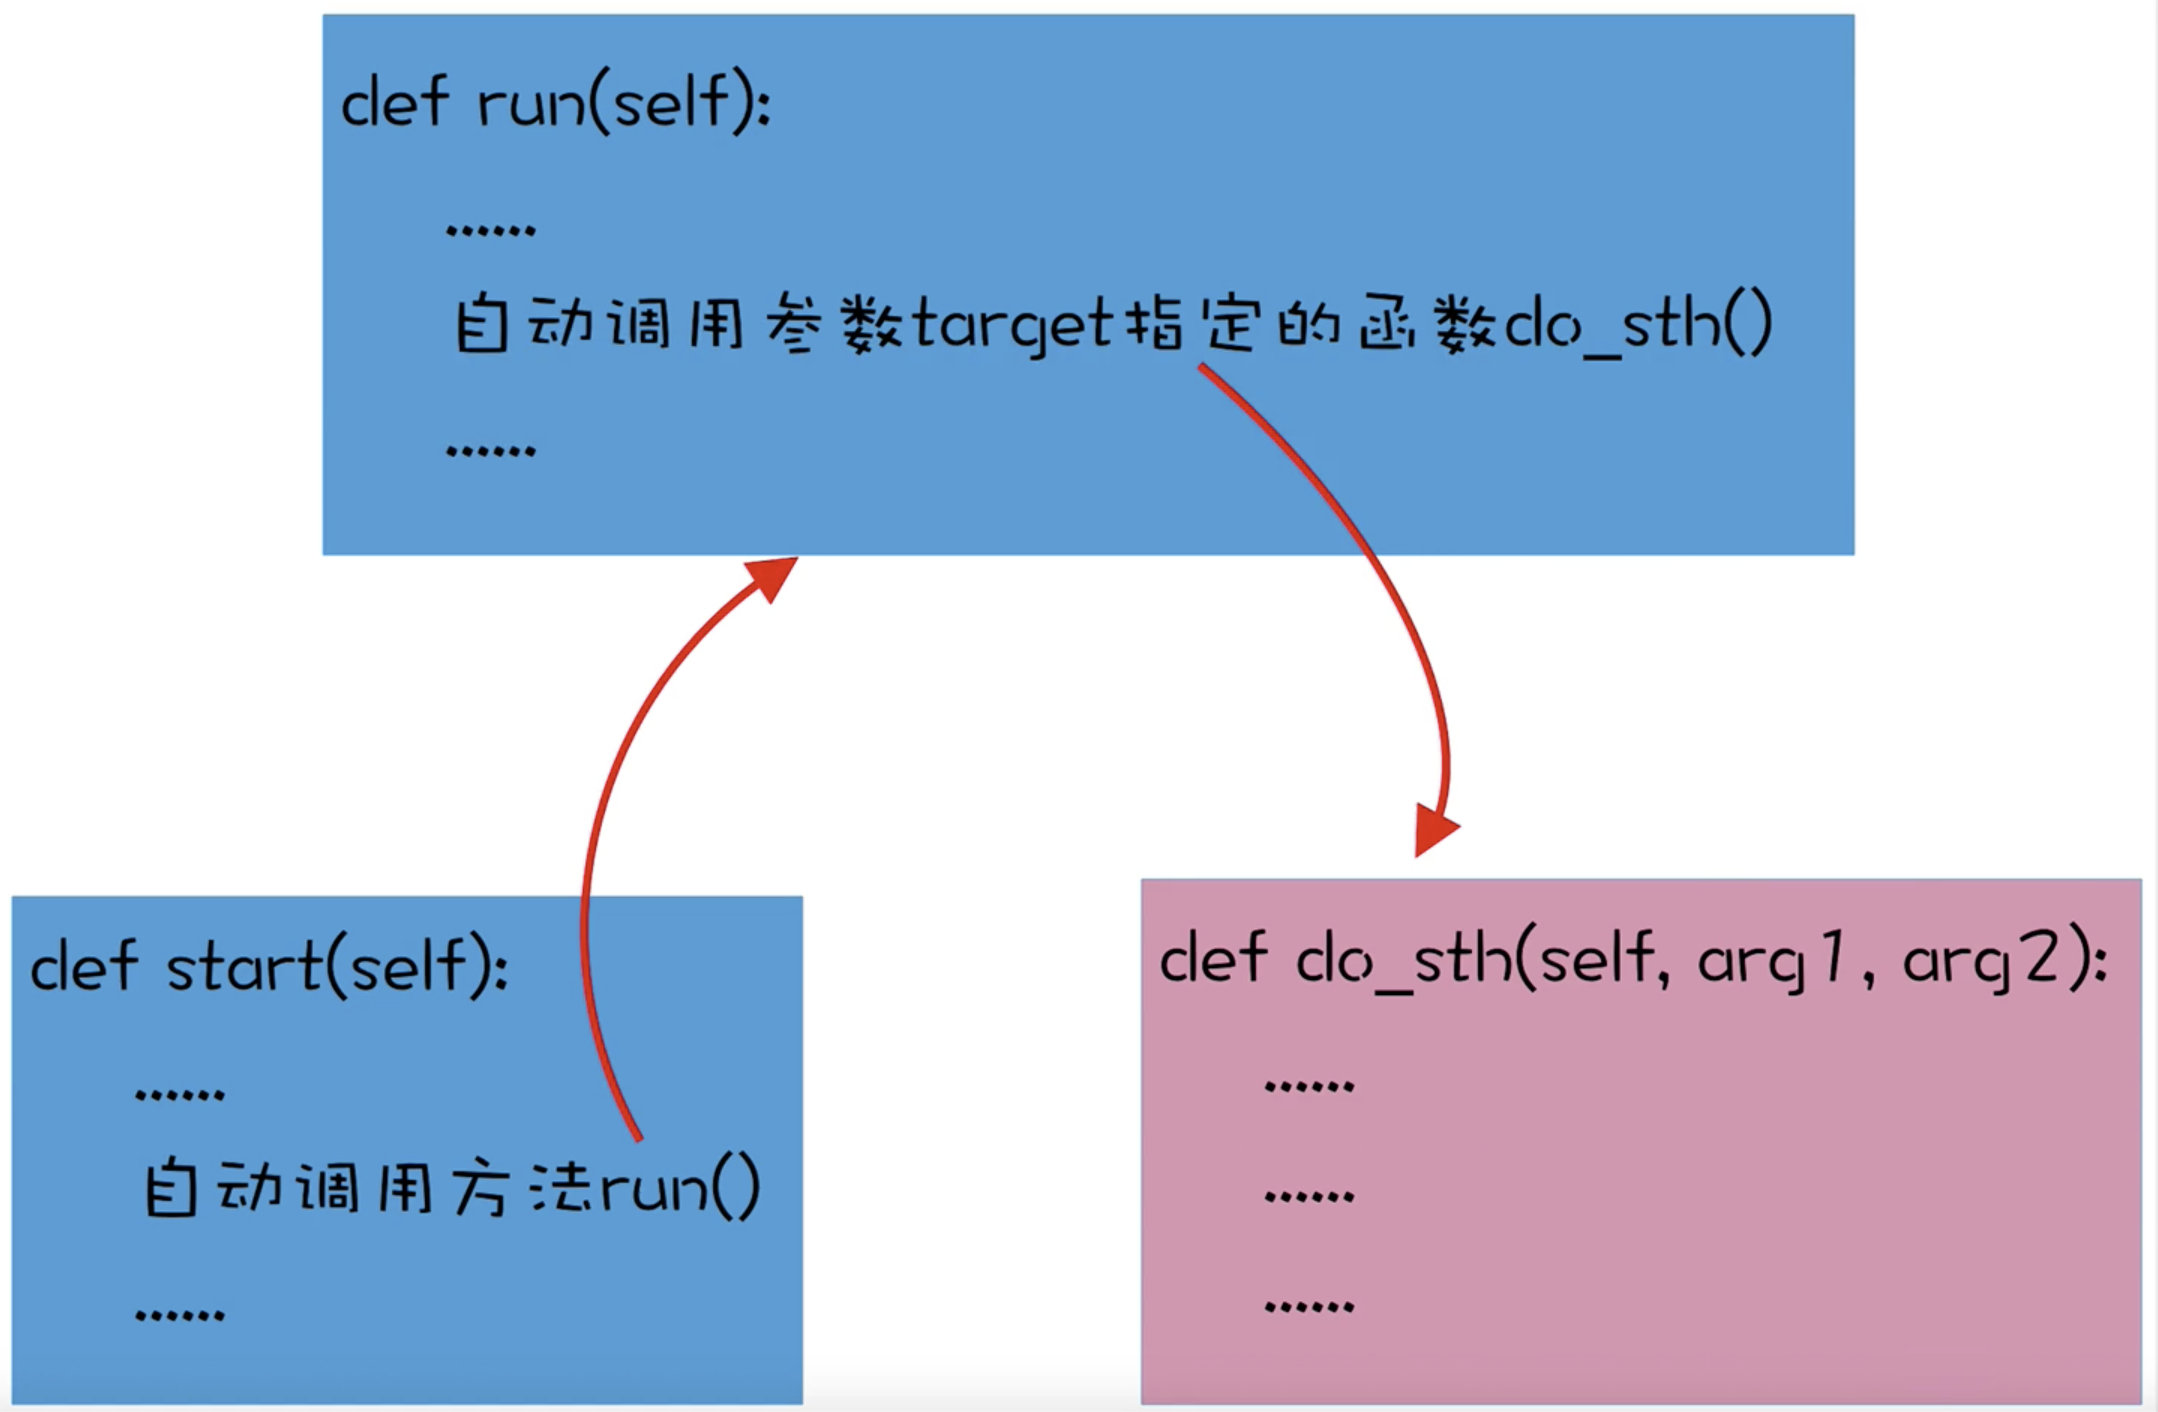 def run(self):
......
自动调用参数target指定的函数do_sth()
......
def start(self):
......
自动调用方法run()
......
def do_sth(self, arg1, arg2):
......
......
......